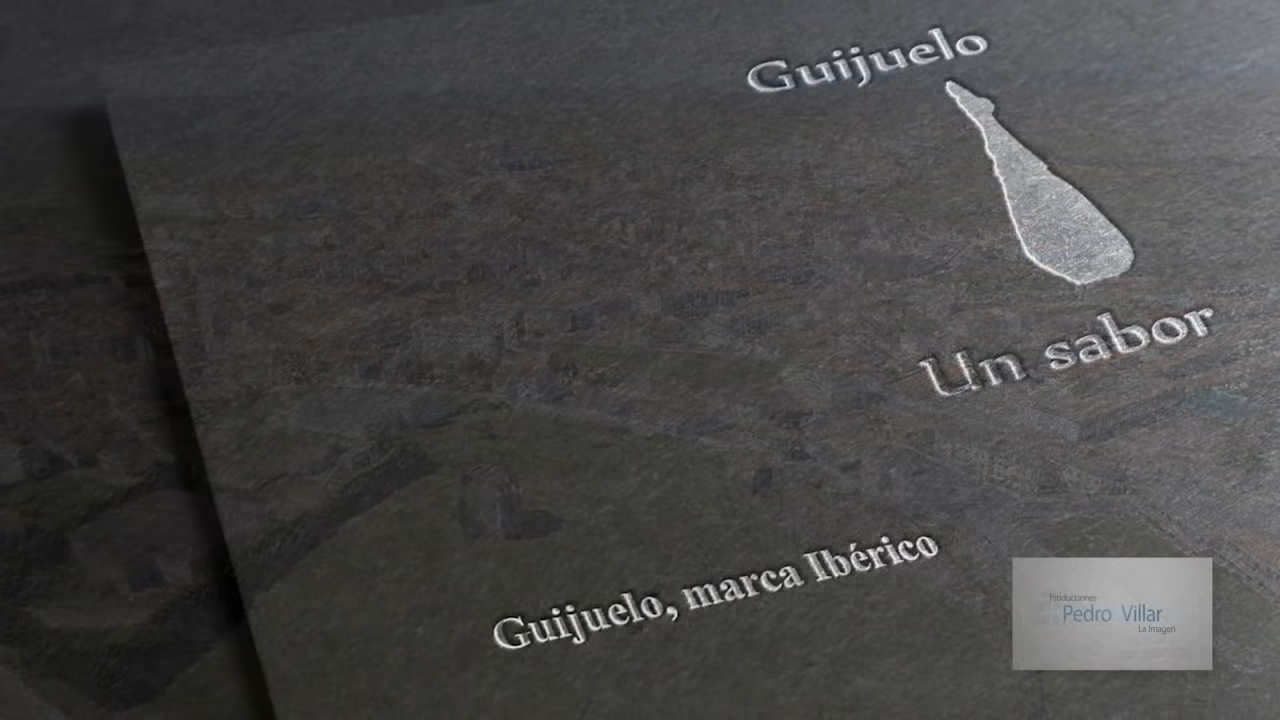 Guijuelo
Un sabor
Guijuelo, marca Ibérico
Producciones
Pedro Villar
La Imagen